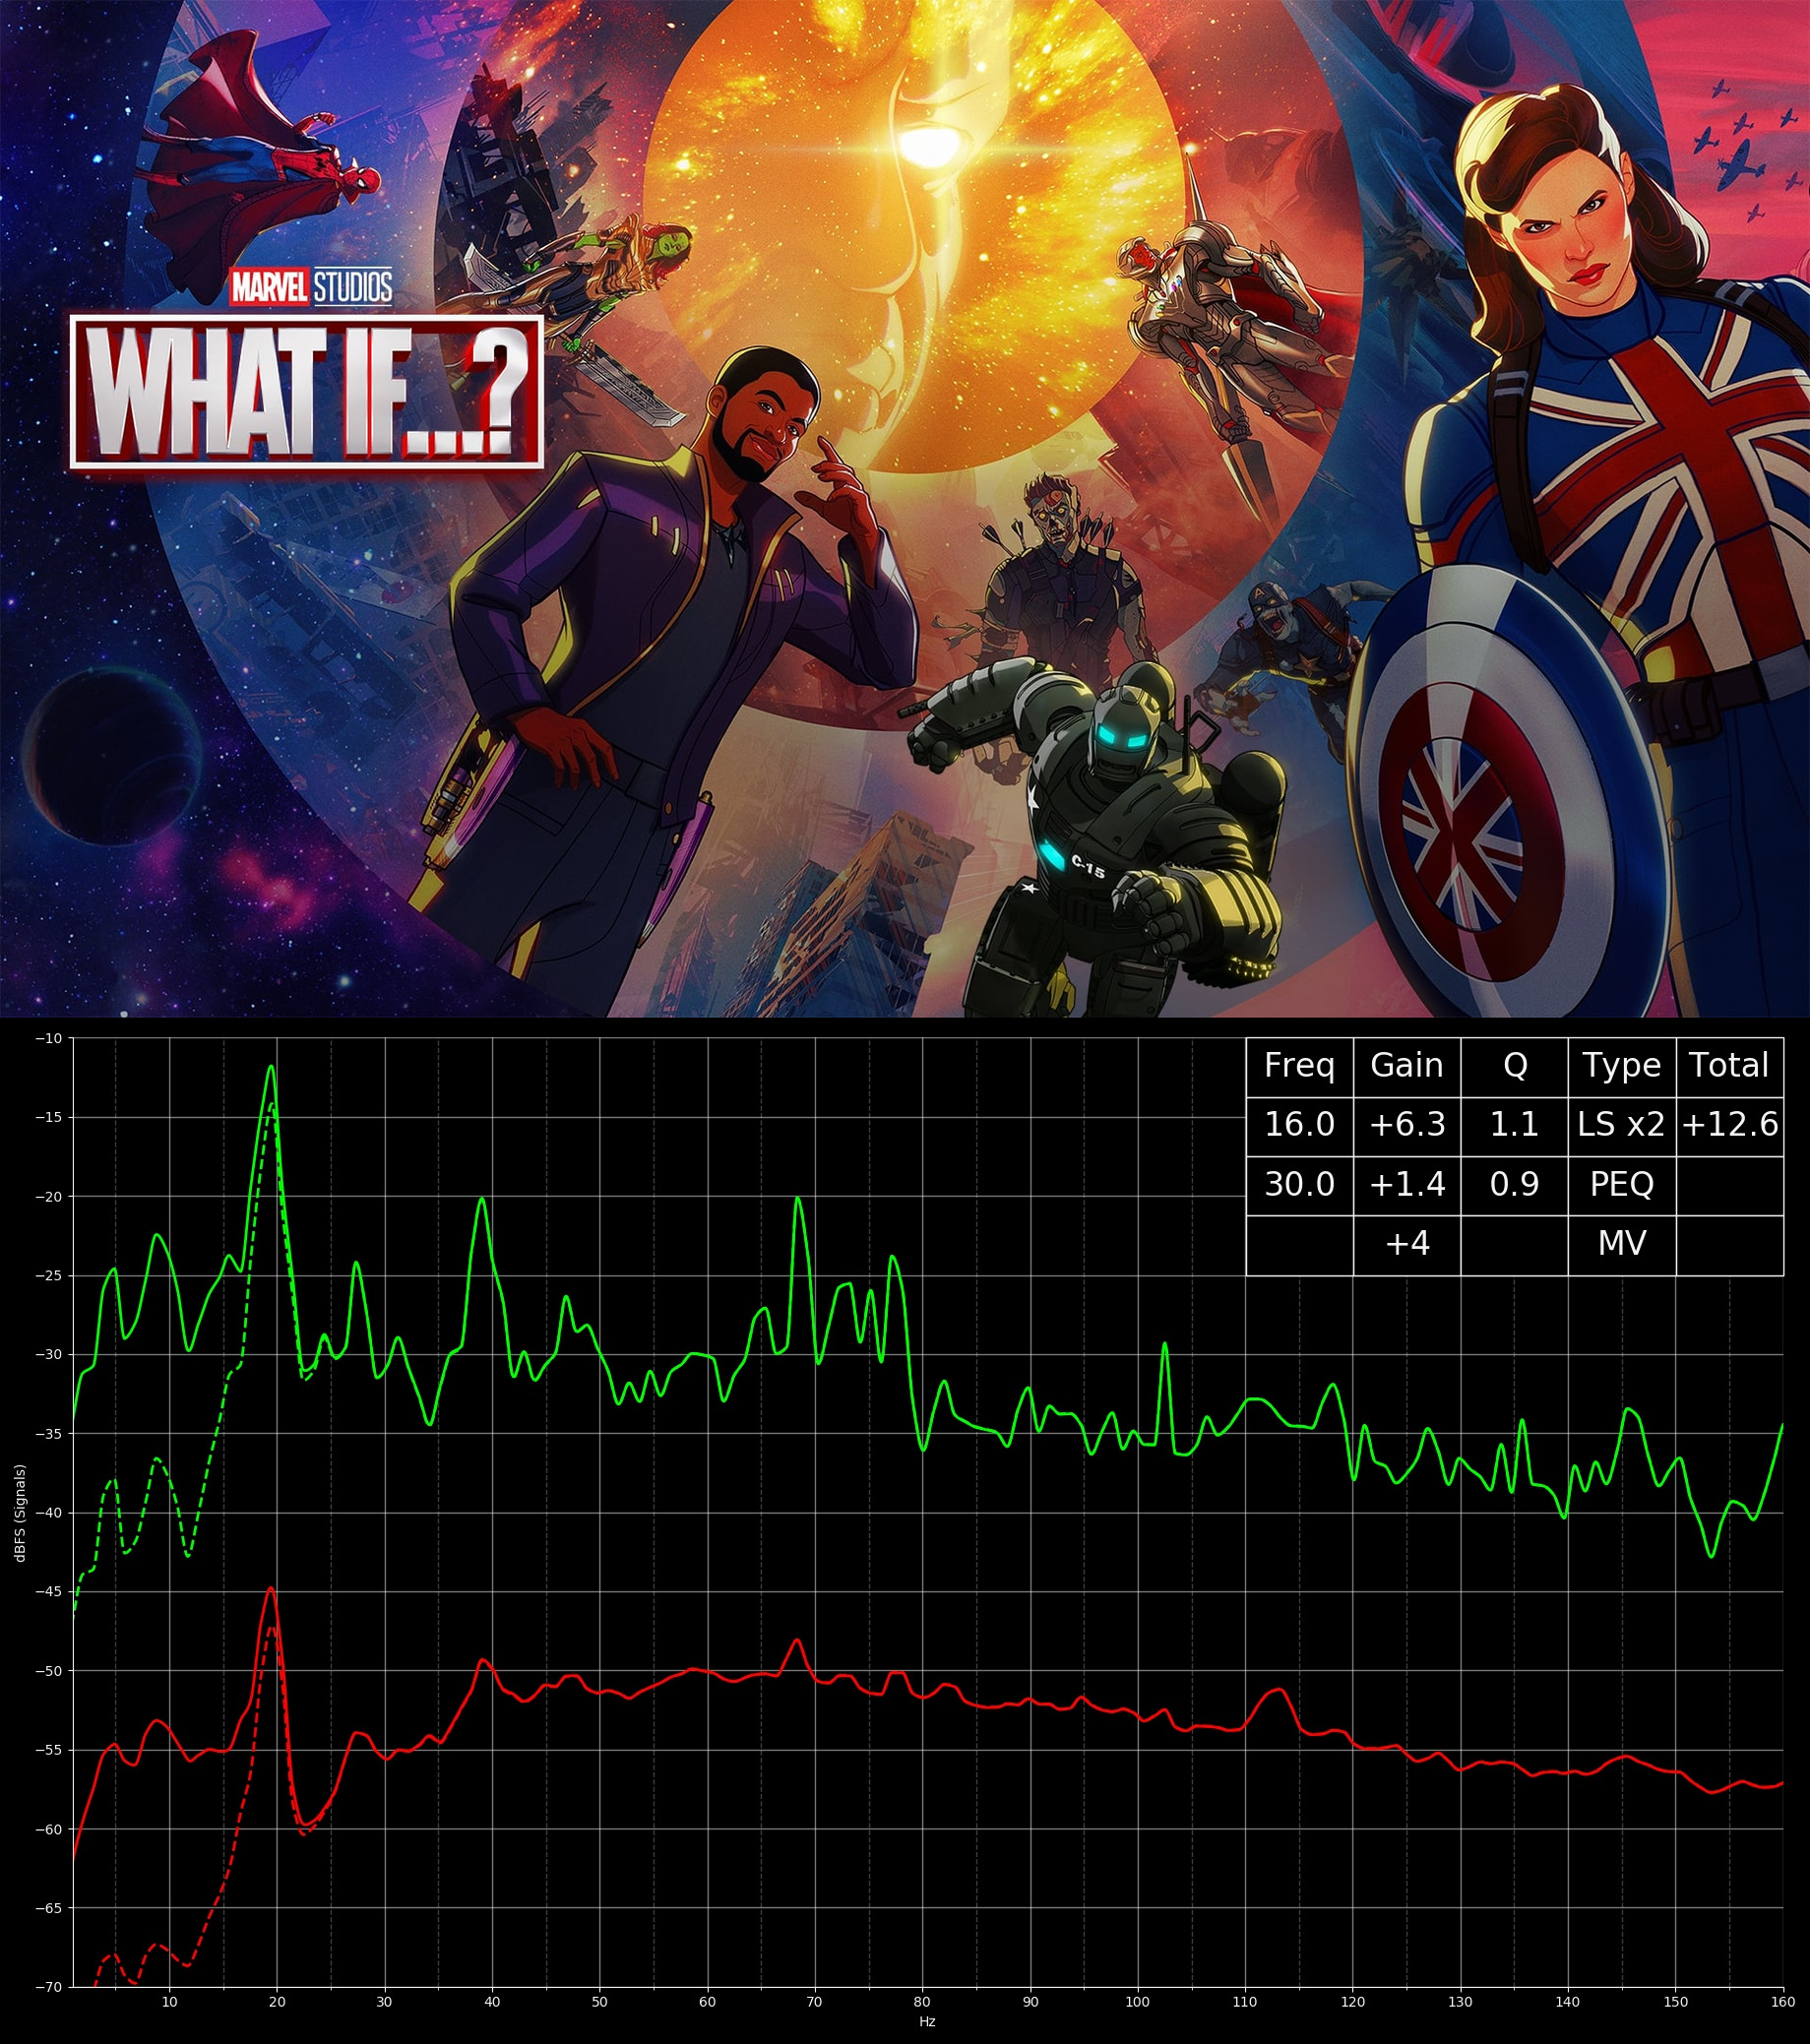 MARVEL STUDIOS
WHAT IF...?
C-15
A
Freq Gain Q Type Total
16.0 +6.3 1.1 LS x2 +12.6
30.0 +1.4 0.9 PEQ
+4 MV
−10
−15
−20
−25
−30
−35
−40
−45
−50
−55
−60
−65
−70
dBFS (Signals)
10 20 30 40 50 60 70 80 90 100 110 120 130 140 150 160
Hz